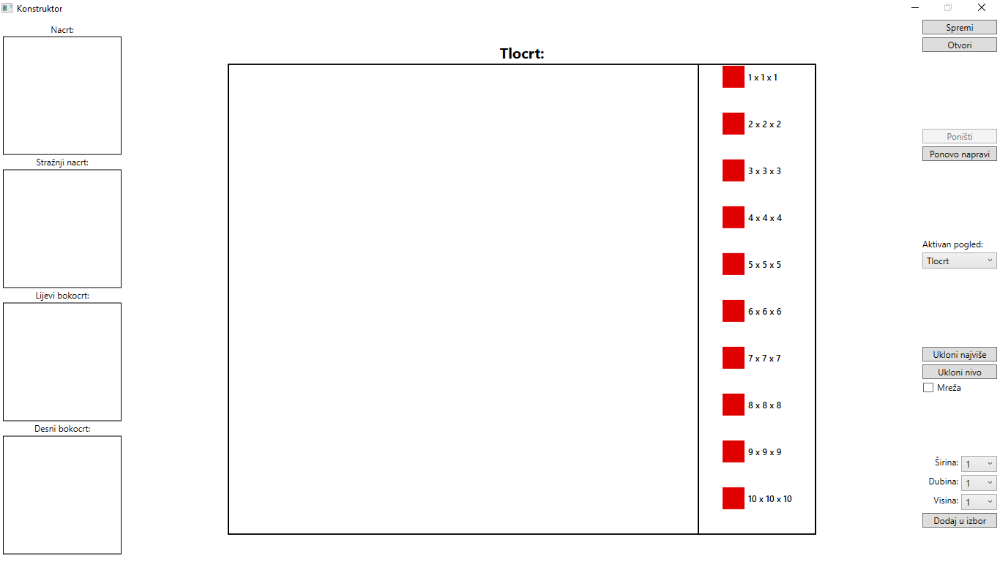 Konstruktor
Nacrt:
Stražnji nacrt:
Lijevi bokocrt:
Desni bokocrt:
Tlocrt:
1 x 1 x 1
2 x 2 x 2
3 x 3 x 3
4 x 4 x 4
5 x 5 x 5
6 x 6 x 6
7 x 7 x 7
8 x 8 x 8
9 x 9 x 9
10 x 10 x 10
Spremi
Otvori
Poništi
Ponovo napravi
Aktivan pogled:
Tlocrt
Ukloni najviše
Ukloni nivo
Mreža
Širina: 1
Dubina: 1
Visina: 1
Dodaj u izbor